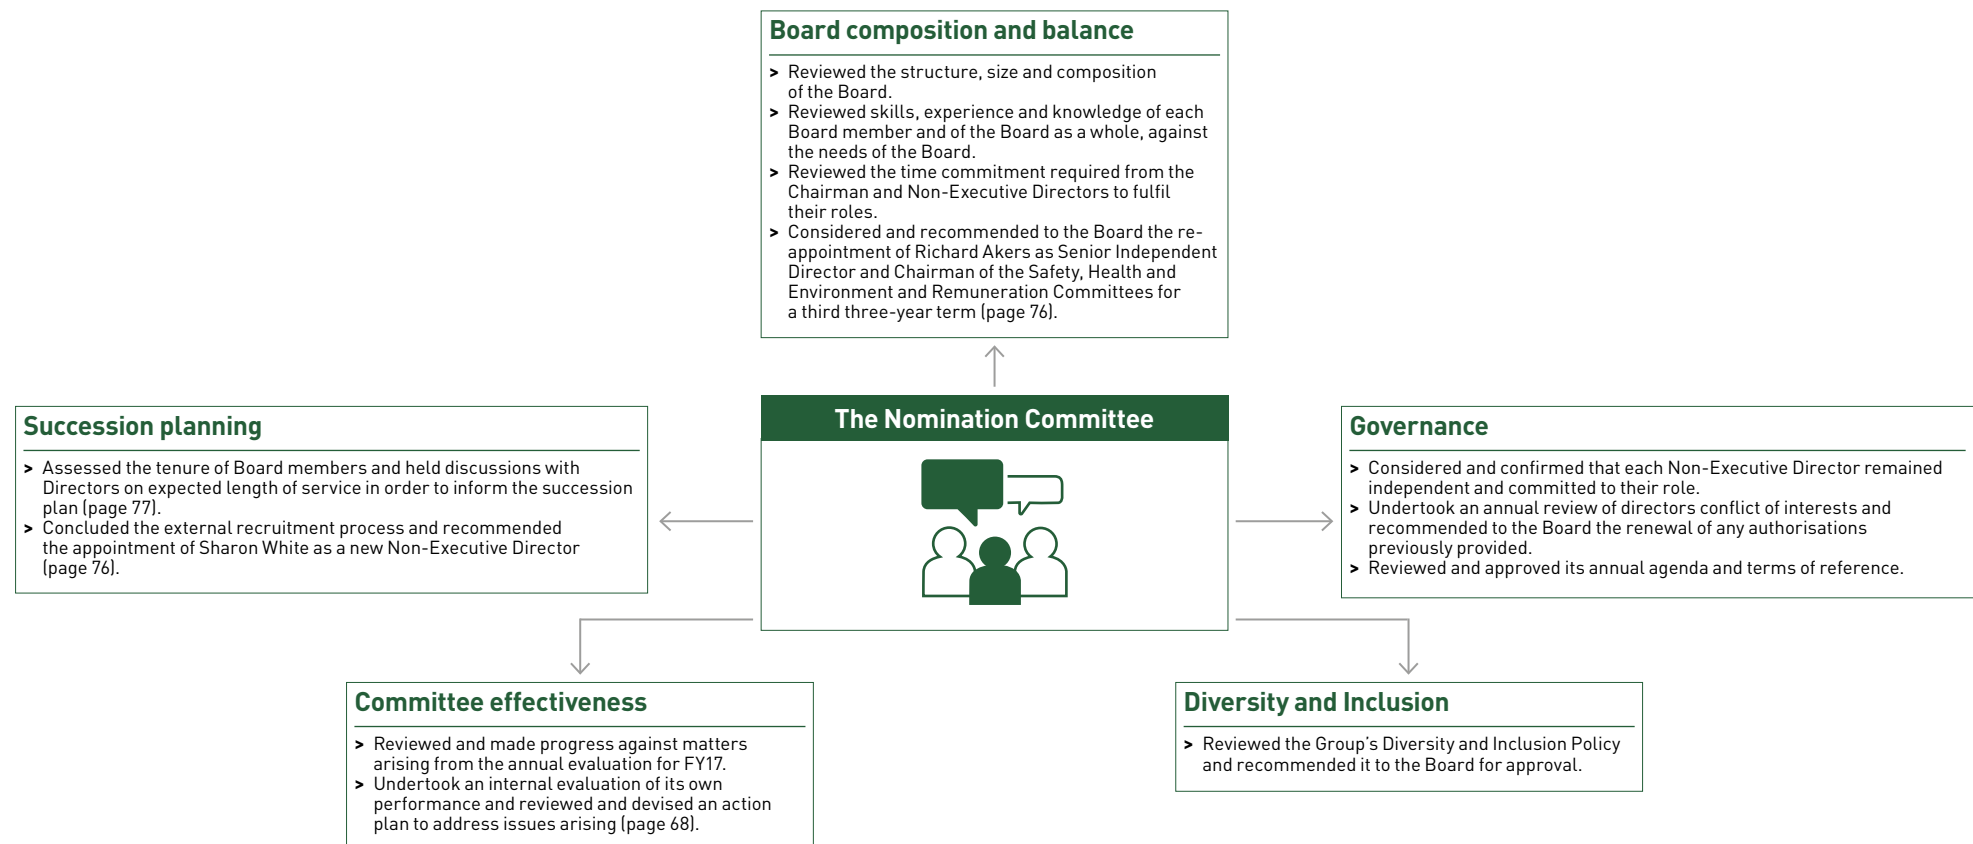 Board composition and balance
> Reviewed the structure, size and composition
of the Board.
> Reviewed skills, experience and knowledge of each
Board member and of the Board as a whole, against
the needs of the Board.
> Reviewed the time commitment required from the
Chairman and Non-Executive Directors to fulfil
their roles.
> Considered and recommended to the Board the re-
appointment of Richard Akers as Senior Independent
Director and Chairman of the Safety, Health and
Environment and Remuneration Committees for
a third three-year term (page 76).
Succession planning
> Assessed the tenure of Board members and held discussions with
Directors on expected length of service in order to inform the succession
plan (page 77).
> Concluded the external recruitment process and recommended
the appointment of Sharon White as a new Non-Executive Director
(page 76).
The Nomination Committee
Governance
> Considered and confirmed that each Non-Executive Director remained
independent and committed to their role.
> Undertook an annual review of directors conflict of interests and
recommended to the Board the renewal of any authorisations
previously provided.
> Reviewed and approved its annual agenda and terms of reference.
Committee effectiveness
> Reviewed and made progress against matters
arising from the annual evaluation for FY17.
> Undertook an internal evaluation of its own
performance and reviewed and devised an action
plan to address issues arising (page 68).
Diversity and Inclusion
> Reviewed the Group's Diversity and Inclusion Policy
and recommended it to the Board for approval.